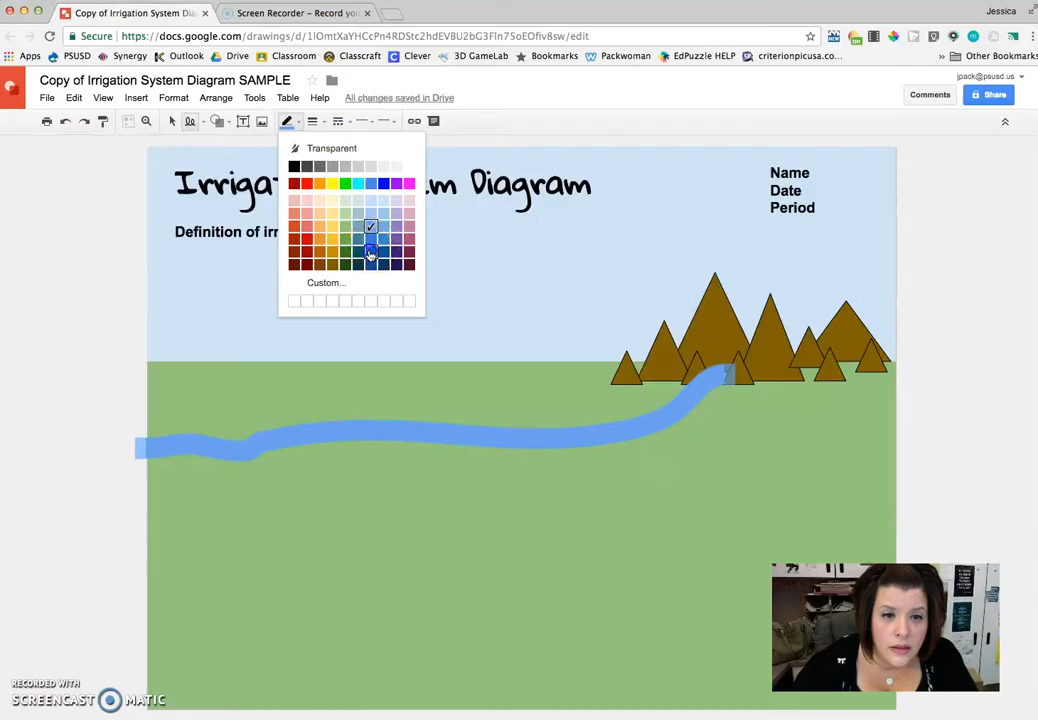 Copy of Irrigation System Dia
Screen Recorder – Record yo
Jessica
Secure
https://docs.google.com/drawings/d/1lOmtXaYHCcPn4RDStc2hdEVBU2bG3Fln75oEOfiv8sw/edit
Apps PSUSD Synergy Outlook Drive Classroom Classcraft Clever 3D GameLab Bookmarks Packwoman EdPuzzle HELP criterionpicusa.co Other Bookmarks
Copy of Irrigation System Diagram SAMPLE
jpack@psusd.us
File Edit View Insert Format Arrange Tools Table Help All changes saved in Drive
Comments
Share
Transparent
Custom...
Irriga m Diagram
Definition of irr
Name
Date
Period
RECORDED WITH
SCREENCAST MATIC